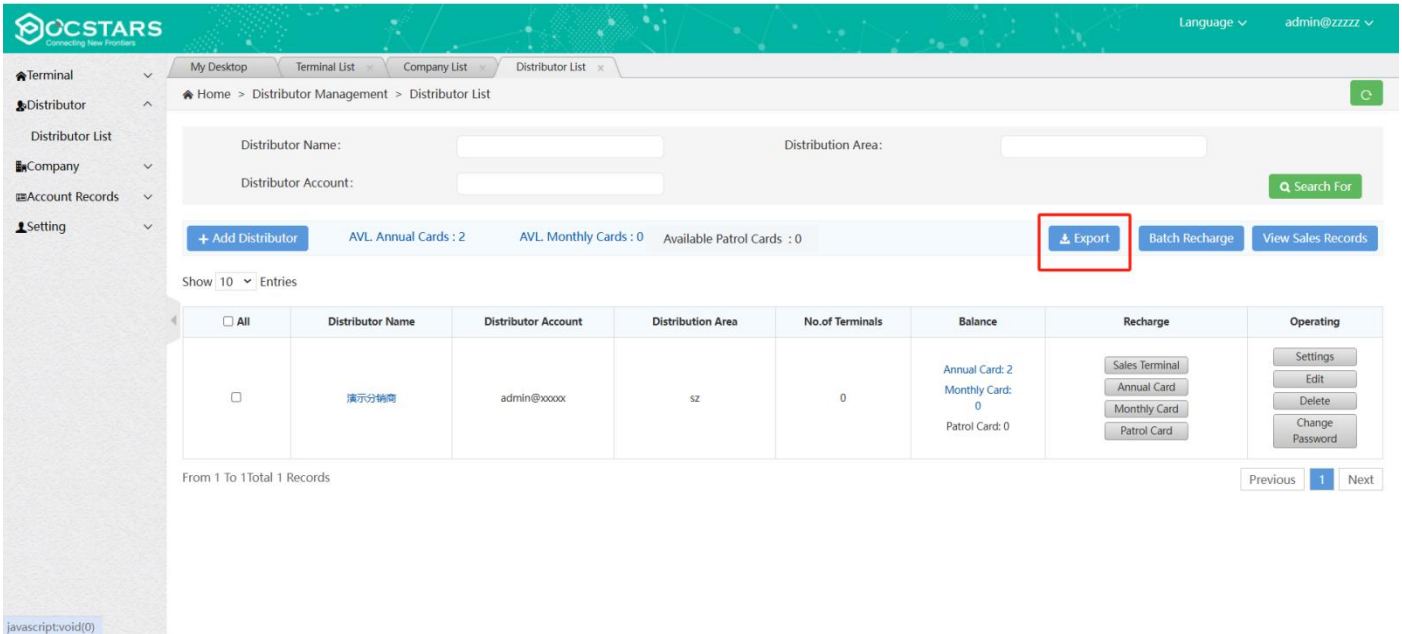 POCSTARS
Connecting New Frontiers
Language
admin@zzzzz
Terminal
Distributor
Distributor List
Company
Account Records
Setting
My Desktop
Terminal List ×
Company List ×
Distributor List ×
Home > Distributor Management > Distributor List
Distributor Name:
Distribution Area:
Distributor Account:
Search For
+ Add Distributor
AVL. Annual Cards : 2
AVL. Monthly Cards : 0
Available Patrol Cards : 0
Export
Batch Recharge
View Sales Records
Show 10 Entries
All
Distributor Name
Distributor Account
Distribution Area
No.of Terminals
Balance
Recharge
Operating
演示分销商
admin@xxxxx
sz
0
Annual Card: 2
Monthly Card:
0
Patrol Card: 0
Sales Terminal
Annual Card
Monthly Card
Patrol Card
Settings
Edit
Delete
Change
Password
From 1 To 1Total 1 Records
Previous
1
Next
javascript:void(0)